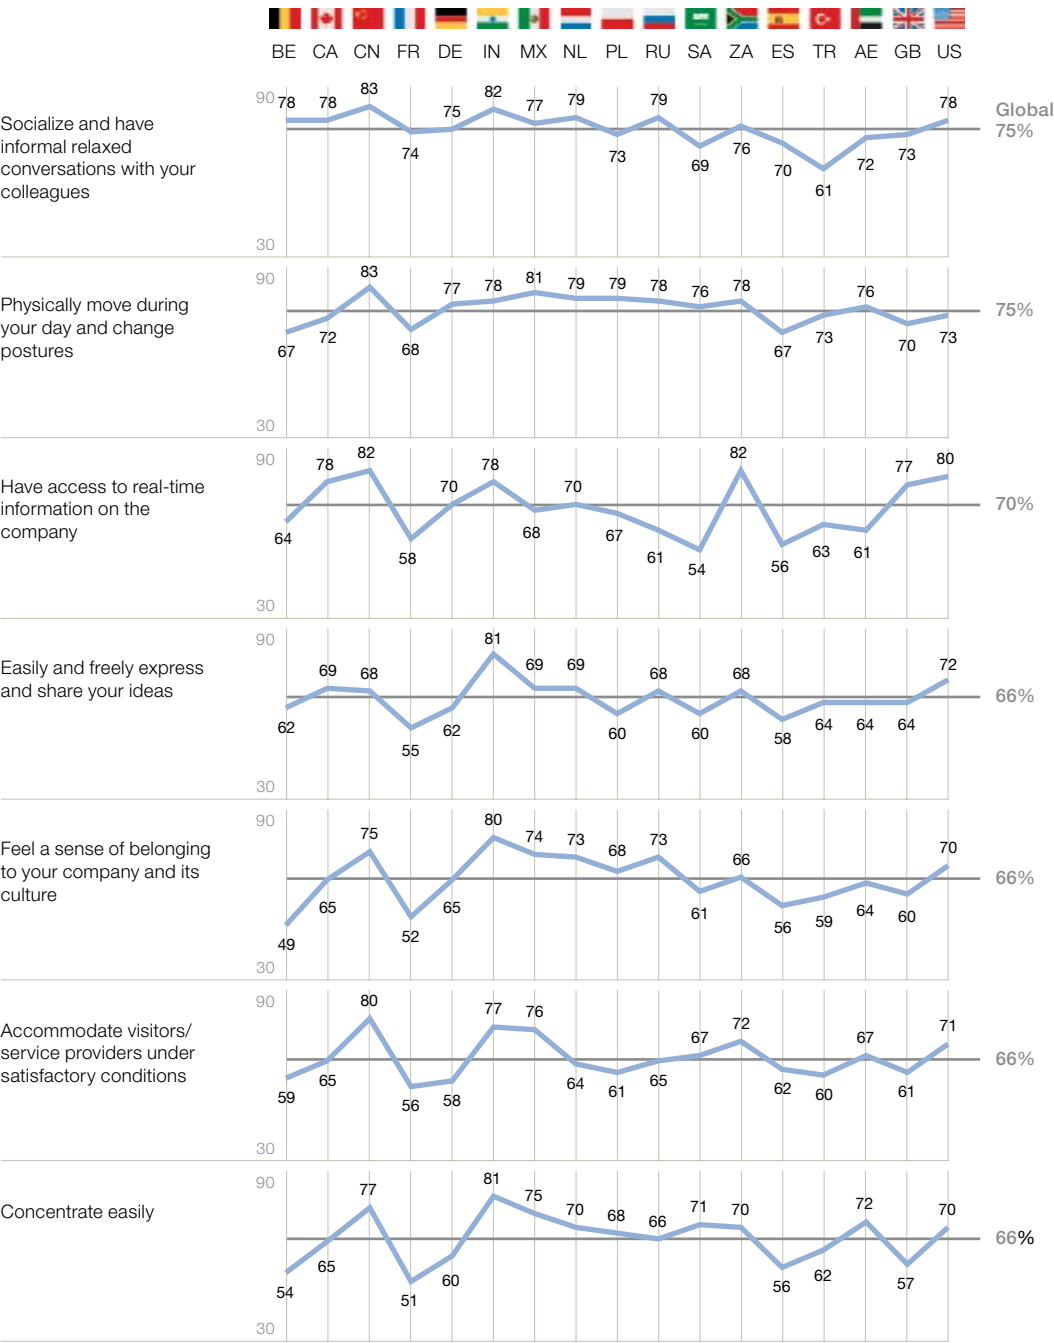 BE CA CN FR DE IN MX NL PL RU SA ZA ES TR AE GB US
90 78 78 83 74 75 82 77 79 73 79 69 76 70 61 72 73 78
Global
75%
Socialize and have
informal relaxed
conversations with your
colleagues
30
90
67 72 83 68 77 78 81 79 79 78 76 78 67 73 76 70 73
75%
Physically move during
your day and change
postures
30
90
64 78 82 58 70 78 68 70 67 61 54 82 56 63 61 77 80
70%
Have access to real-time
information on the
company
30
90
62 69 68 55 62 81 69 69 60 68 60 68 58 64 64 64 72
66%
Easily and freely express
and share your ideas
30
90
49 65 75 52 65 80 74 73 68 73 61 66 56 59 64 60 70
66%
Feel a sense of belonging
to your company and its
culture
30
90
59 65 80 56 58 77 76 64 61 65 67 72 62 60 67 61 71
66%
Accommodate visitors/
service providers under
satisfactory conditions
30
90
54 65 77 51 60 81 75 70 68 66 71 70 56 62 72 57 70
66%
Concentrate easily
30